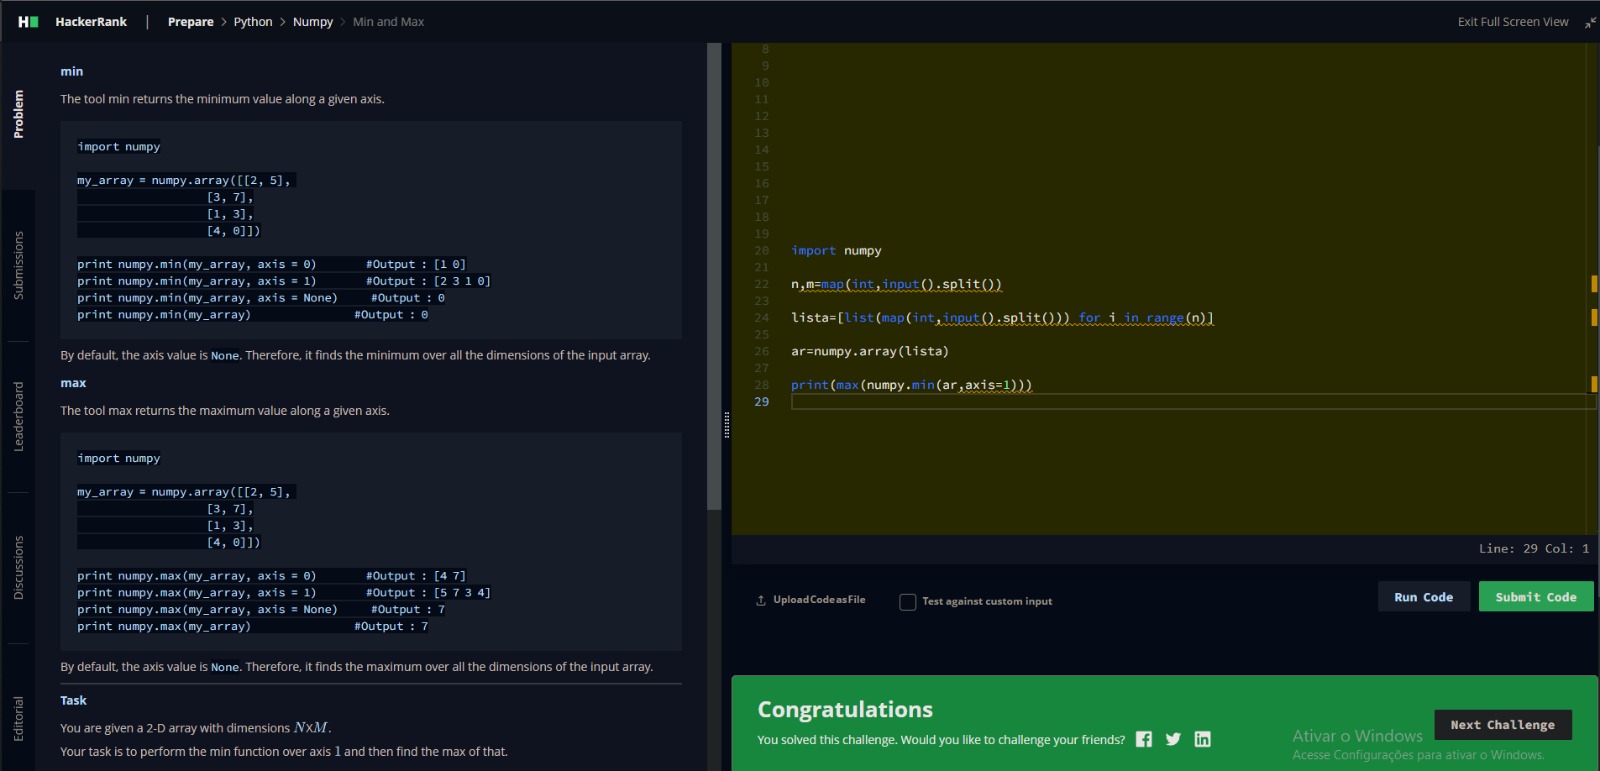 HackerRank | Prepare > Python > Numpy > Min and Max
Exit Full Screen View
Problem
Submissions
Leaderboard
Discussions
Editorial
min
The tool min returns the minimum value along a given axis.
import numpy
my_array = numpy.array([[2, 5],
[3, 7],
[1, 3],
[4, 0]])
print numpy.min(my_array, axis = 0) #Output : [1 0]
print numpy.min(my_array, axis = 1) #Output : [2 3 1 0]
print numpy.min(my_array, axis = None) #Output : 0
print numpy.min(my_array) #Output : 0
By default, the axis value is None. Therefore, it finds the minimum over all the dimensions of the input array.
max
The tool max returns the maximum value along a given axis.
import numpy
my_array = numpy.array([[2, 5],
[3, 7],
[1, 3],
[4, 0]])
print numpy.max(my_array, axis = 0) #Output : [4 7]
print numpy.max(my_array, axis = 1) #Output : [5 7 3 4]
print numpy.max(my_array, axis = None) #Output : 7
print numpy.max(my_array) #Output : 7
By default, the axis value is None. Therefore, it finds the maximum over all the dimensions of the input array.
Task
You are given a 2-D array with dimensions NXM.
Your task is to perform the min function over axis 1 and then find the max of that.
8
9
10
11
12
13
14
15
16
17
18
19
20 import numpy
21
22 n,m=map(int,input().split())
23
24 lista=[list(map(int,input().split())) for i in range(n)]
25
26 ar=numpy.array(lista)
27
28 print(max(numpy.min(ar,axis=1)))
29
Line: 29 Col: 1
Upload Code as File
Test against custom input
Run Code
Submit Code
Congratulations
You solved this challenge. Would you like to challenge your friends?
Next Challenge
Ativar o Windows
Acesse Configurações para ativar o Windows.